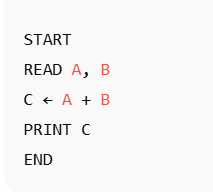 START
READ A, B
C ← A + B
PRINT C
END